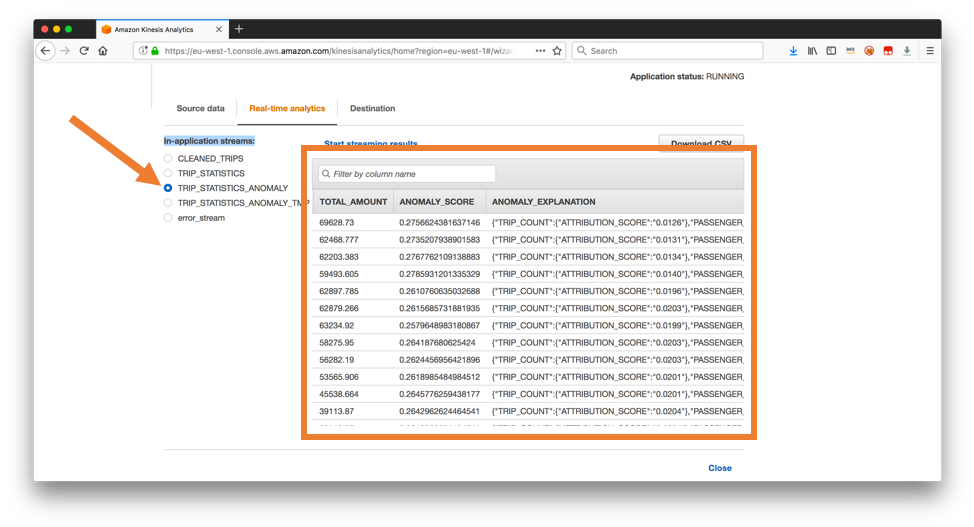 Amazon Kinesis Analytics
https://eu-west-1.console.aws.amazon.com/kinesisanalytics/home?region=eu-west-1#/wiza
Search
Application status: RUNNING
Source data
Real-time analytics
Destination
In-application streams:
CLEANED_TRIPS
TRIP_STATISTICS
TRIP_STATISTICS_ANOMALY
TRIP_STATISTICS_ANOMALY_TMP
error_stream
Start streaming results
Download CSV
Filter by column name
TOTAL_AMOUNT ANOMALY_SCORE ANOMALY_EXPLANATION
69628.73 0.2756624381637146 {"TRIP_COUNT":{"ATTRIBUTION_SCORE":"0.0126"},"PASSENGER_
62468.777 0.2735207938901583 {"TRIP_COUNT":{"ATTRIBUTION_SCORE":"0.0131"},"PASSENGER_
62203.383 0.2767762109138883 {"TRIP_COUNT":{"ATTRIBUTION_SCORE":"0.0134"},"PASSENGER_
59493.605 0.2785931201335329 {"TRIP_COUNT":{"ATTRIBUTION_SCORE":"0.0140"},"PASSENGER_
62897.785 0.2610760635032688 {"TRIP_COUNT":{"ATTRIBUTION_SCORE":"0.0196"},"PASSENGER_
62879.266 0.2615685731881935 {"TRIP_COUNT":{"ATTRIBUTION_SCORE":"0.0203"},"PASSENGER_
63234.92 0.2579648983180867 {"TRIP_COUNT":{"ATTRIBUTION_SCORE":"0.0199"},"PASSENGER_
58275.95 0.264187680625424 {"TRIP_COUNT":{"ATTRIBUTION_SCORE":"0.0203"},"PASSENGER_
56282.19 0.2624456956421896 {"TRIP_COUNT":{"ATTRIBUTION_SCORE":"0.0203"},"PASSENGER_
53565.906 0.2618985484984512 {"TRIP_COUNT":{"ATTRIBUTION_SCORE":"0.0201"},"PASSENGER_
45538.664 0.2645776259438177 {"TRIP_COUNT":{"ATTRIBUTION_SCORE":"0.0201"},"PASSENGER_
39113.87 0.2642962624464541 {"TRIP_COUNT":{"ATTRIBUTION_SCORE":"0.0204"},"PASSENGER_
Close